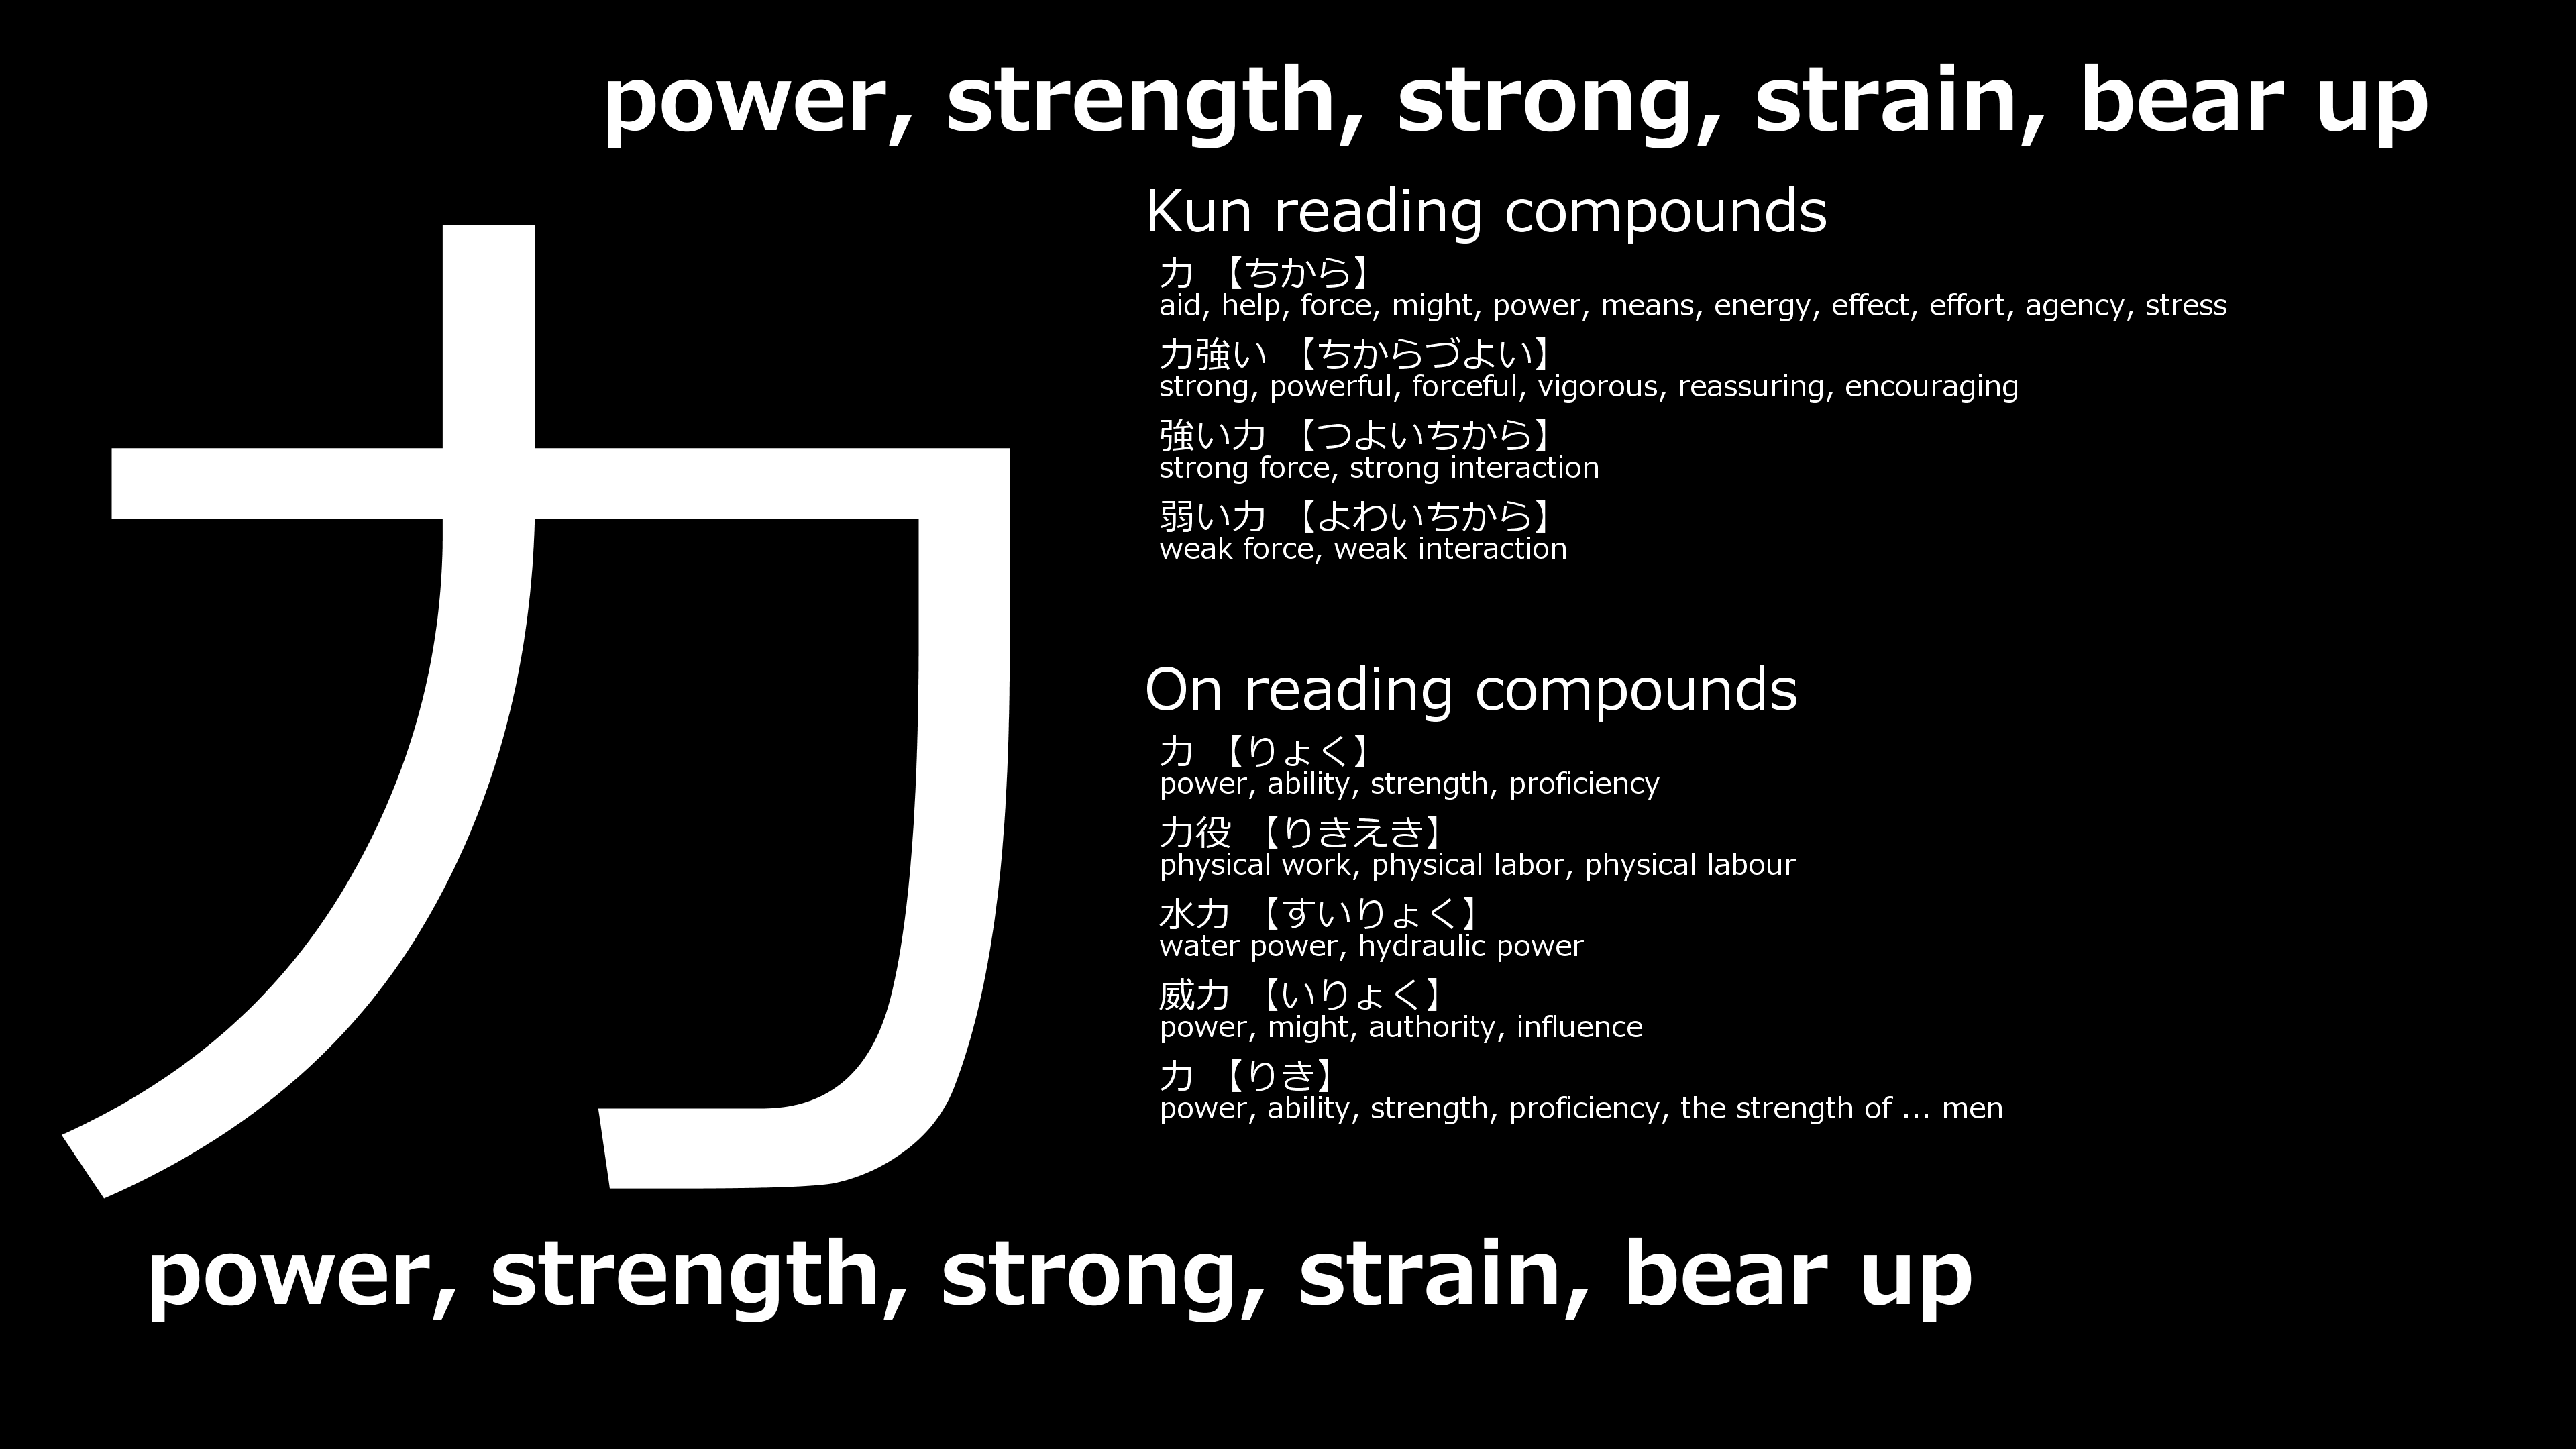 power, strength, strong, strain, bear up
力
Kun reading compounds
力 【ちから】
aid, help, force, might, power, means, energy, effect, effort, agency, stress
力強い 【ちからづよい】
strong, powerful, forceful, vigorous, reassuring, encouraging
強い力 【つよいちから】
strong force, strong interaction
弱い力 【よわいちから】
weak force, weak interaction
On reading compounds
力 【りょく】
power, ability, strength, proficiency
力役 【りきえき】
physical work, physical labor, physical labour
水力 【すいりょく】
water power, hydraulic power
威力 【いりょく】
power, might, authority, influence
力 【りき】
power, ability, strength, proficiency, the strength of ... men
power, strength, strong, strain, bear up